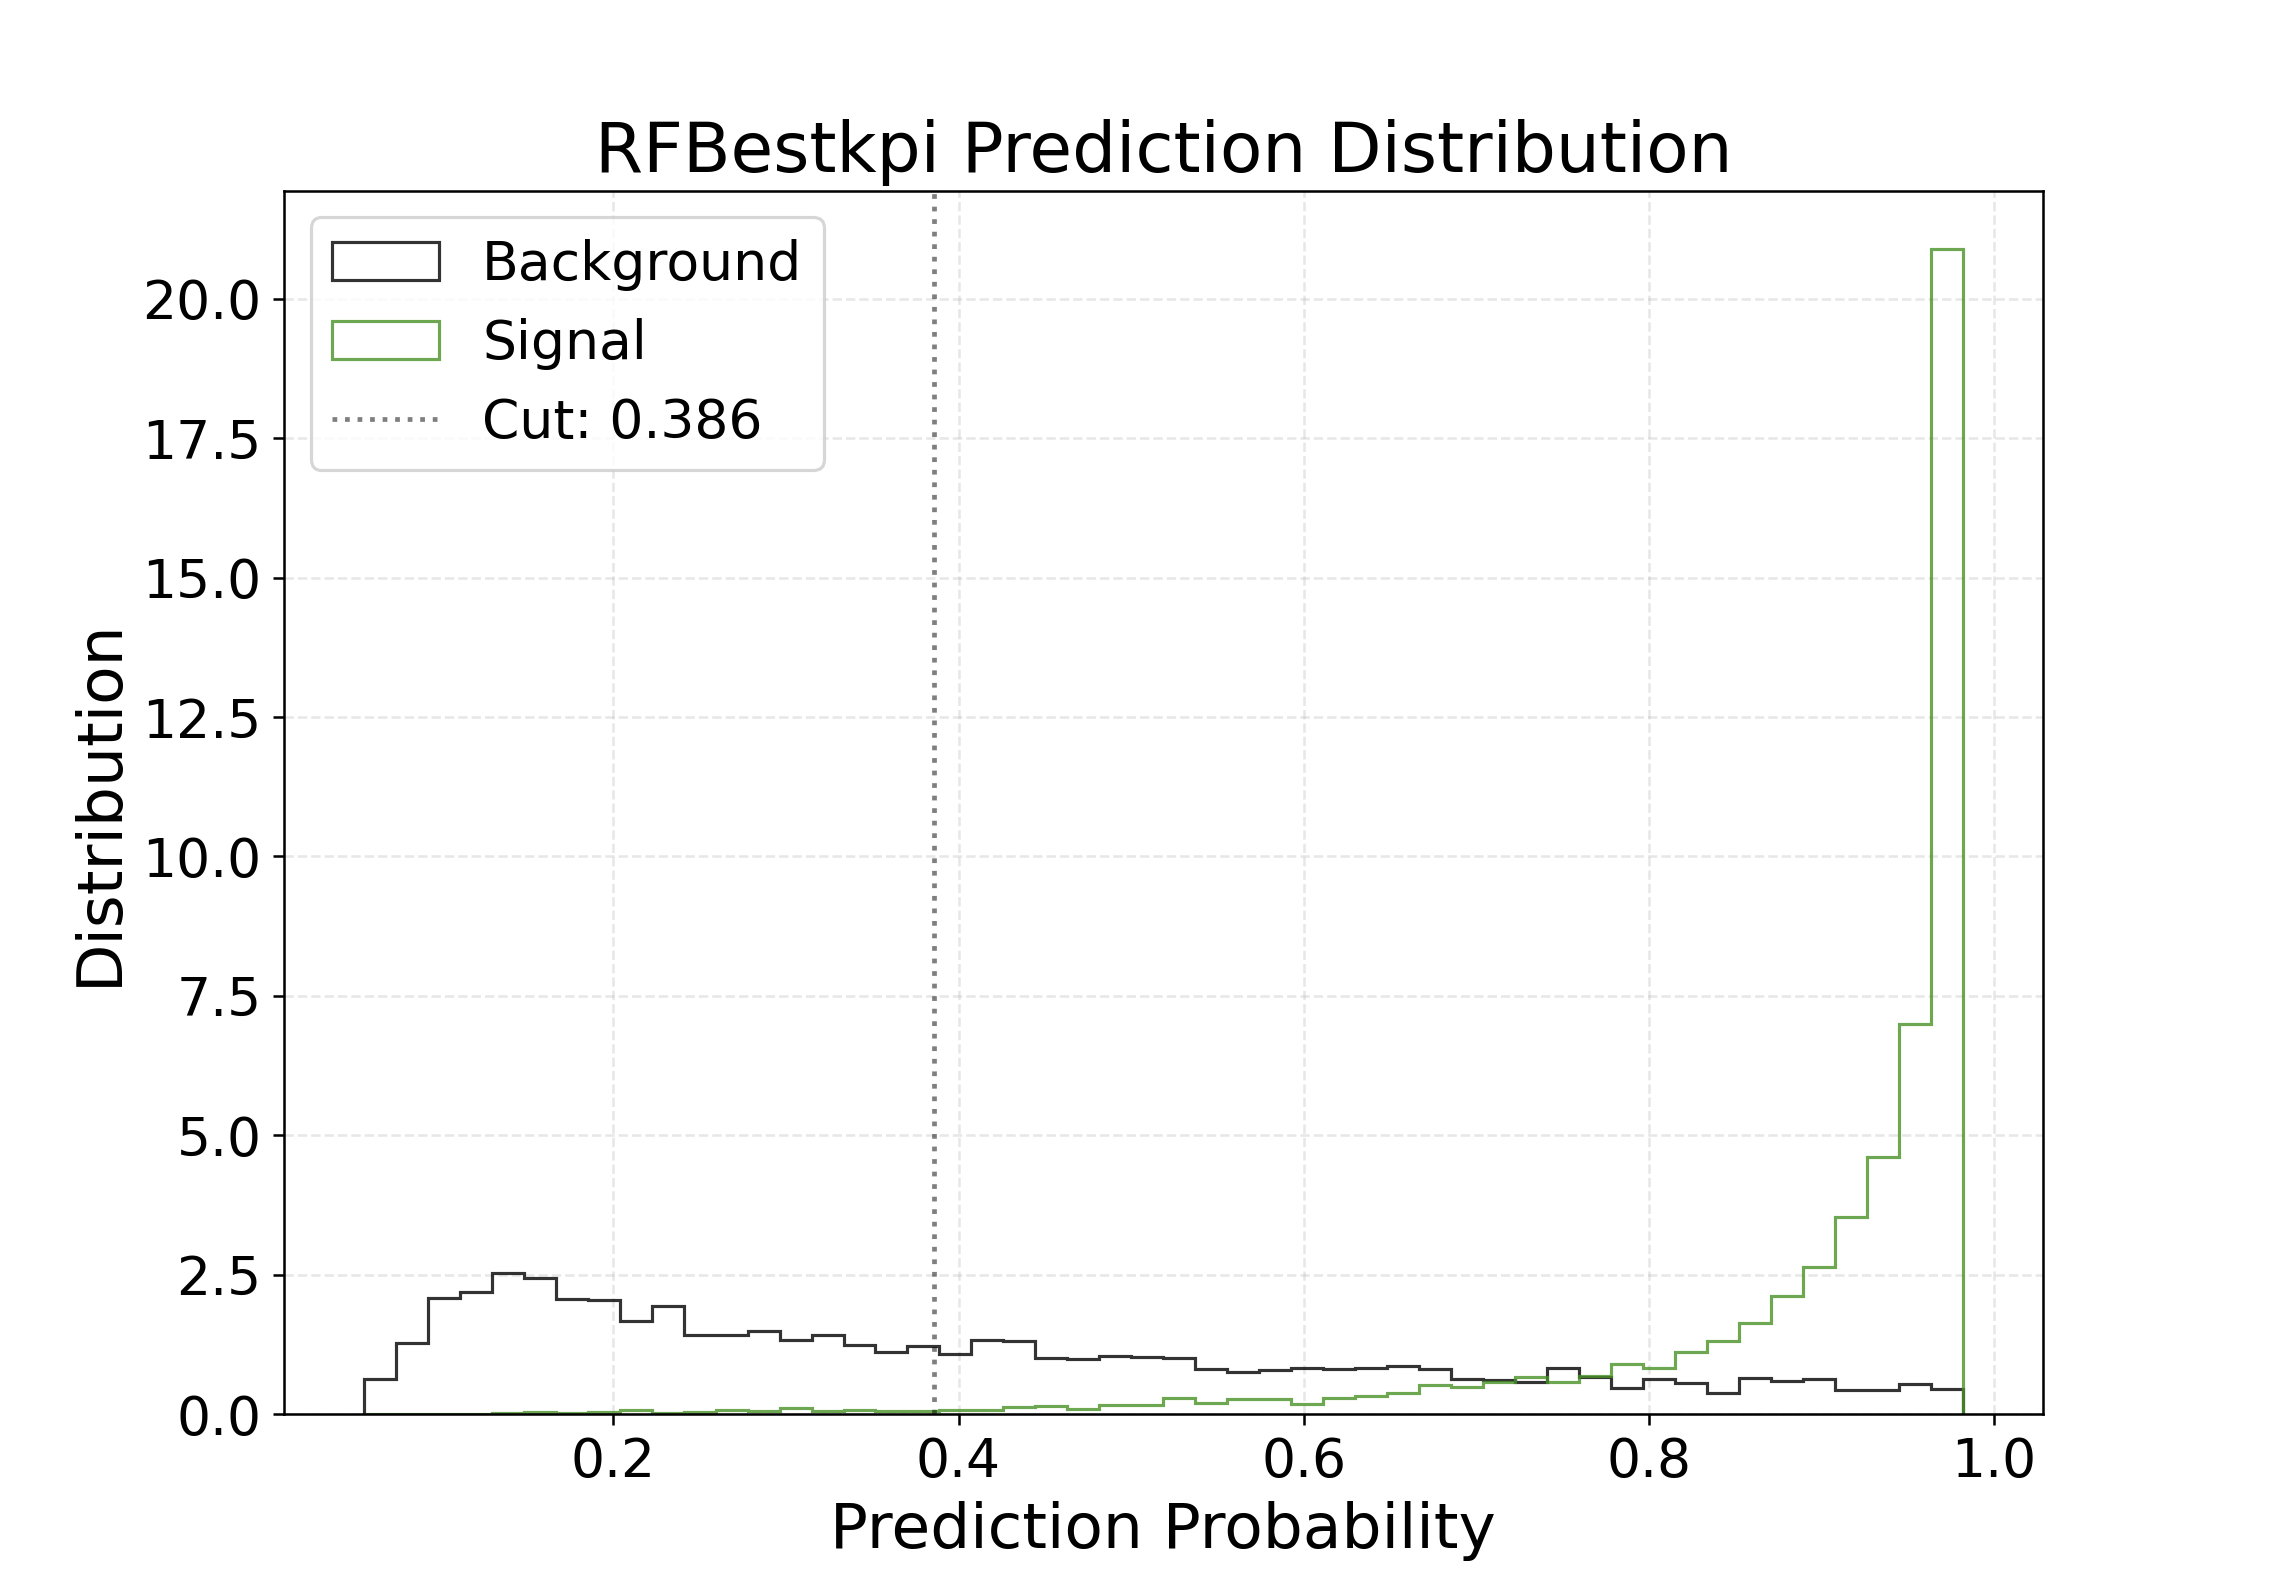 RFBestkpi Prediction Distribution
Background
Signal
Cut: 0.386
Distribution
20.0
17.5
15.0
12.5
10.0
7.5
5.0
2.5
0.0
0.2 0.4 0.6 0.8 1.0
Prediction Probability